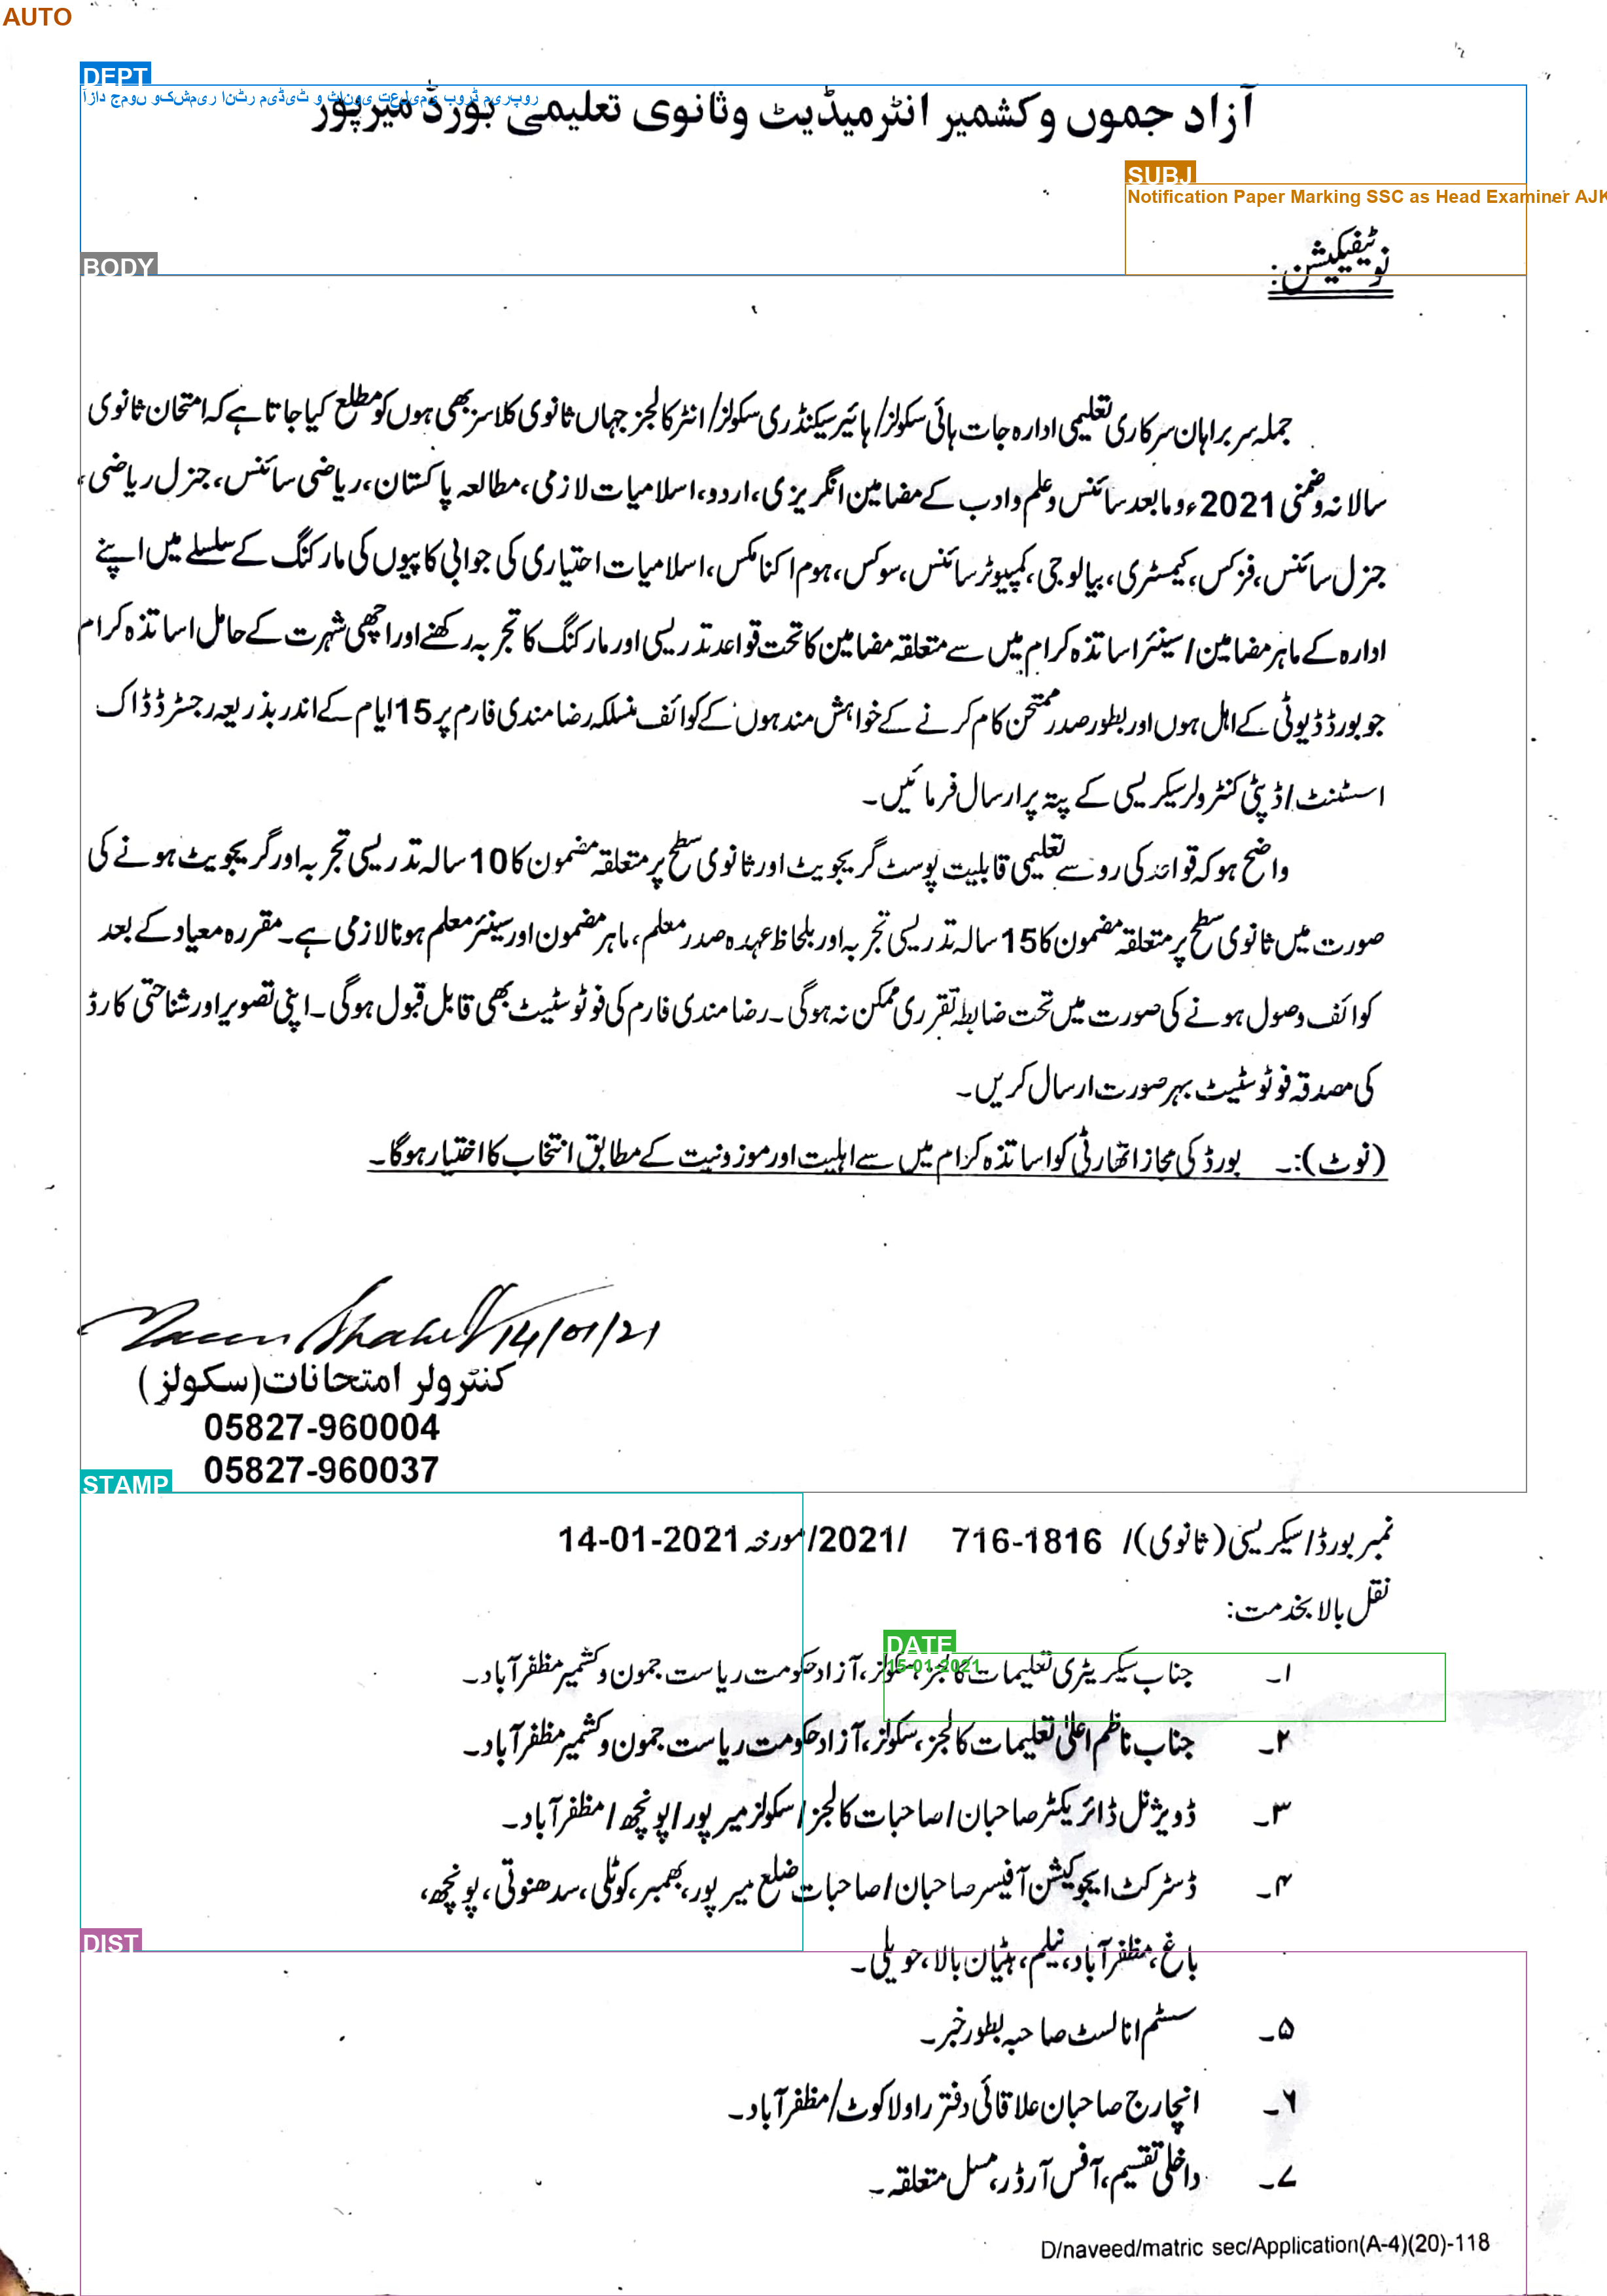 AUTO
DEPT
آزاد جموں وکشمیر انٹر میڈیٹ و ثانوی تعلیمی بورڈ میرپور
آزاد جموں وکشمیر انٹرمیڈیٹ وثانوی تعلیمی بورڈ میرپور
SUBJ
Notification Paper Marking SSC as Head Examiner AJK
BODY
نوٹیفکیشن:
جملہ سربراہان سرکاری تعلیمی ادارہ جات ہائی سکولز/ہائیر سیکنڈری سکولز/انٹر کالجز جہاں ثانوی کلاسز بھی ہوں کو مطلع کیا جاتا ہے کہ امتحان ثانوی
سالانہ وضمنی 2021ء ومابعد سائنس وعلم وادب کے مضامین انگریزی، اردو، اسلامیات لازمی، مطالعہ پاکستان، ریاضی سائنس، جنرل ریاضی،
جنرل سائنس، فزکس، کیمسٹری، بیالوجی، کمپیوٹر سائنس، سوکس، ہوم اکنامکس، اسلامیات اختیاری کی جوابی کاپیوں کی مارکنگ کے سلسلے میں اپنے
ادارہ کے ماہر مضامین/سینئر اساتذہ کرام میں سے متعلقہ مضامین کا تحت قواعد تدریسی اور مارکنگ کا تجربہ رکھنے اور اچھی شہرت کے حامل اساتذہ کرام
جو بورڈ ڈیوٹی کے اہل ہوں اور بطور صدر ممتحن کام کرنے کے خواہش مند ہوں کے کوائف منسلکہ رضامندی فارم پر 15 ایام کے اندر بذریعہ رجسٹرڈ ڈاک
اسسٹنٹ/ڈپٹی کنٹرولر سیکریسی کے پتہ پر ارسال فرمائیں۔
واضح ہو کہ قواعد کی رو سے تعلیمی قابلیت پوسٹ گریجویٹ اور ثانوی سطح پر متعلقہ مضمون کا 10 سالہ تدریسی تجربہ اور گریجویٹ ہونے کی
صورت میں ثانوی سطح پر متعلقہ مضمون کا 15 سالہ تدریسی تجربہ اور بلحاظ عہدہ صدر معلم، ماہر مضمون اور سینئر معلم ہونا لازمی ہے۔ مقررہ معیاد کے بعد
کوائف وصول ہونے کی صورت میں تحت ضابطہ تقرری ممکن نہ ہوگی۔ رضامندی فارم کی فوٹوسٹیٹ بھی قابل قبول ہوگی۔ اپنی تصویر اور شناختی کارڈ
کی مصدقہ فوٹوسٹیٹ بہر صورت ارسال کریں۔
(نوٹ):۔ بورڈ کی مجاز اتھارٹی کو اساتذہ کرام میں سے اہلیت اور موزونیت کے مطابق انتخاب کا اختیار ہوگا۔
14/01/21
کنٹرولر امتحانات (سکولز)
05827-960004
05827-960037
STAMP
نمبر بورڈ/سیکریسی (ثانوی)/ 716-1816 /2021/مورخہ 14-01-2021
نقل بالا بخدمت:
DATE
15-01-2021
۱۔ جناب سیکریٹری تعلیمات کالجز، سکولز، آزاد حکومت ریاست جموں وکشمیر مظفرآباد۔
۲۔ جناب ناظم اعلیٰ تعلیمات کالجز، سکولز، آزاد حکومت ریاست جموں وکشمیر مظفرآباد۔
۳۔ ڈویژنل ڈائریکٹر صاحبان/صاحبات کالجز/سکولز میرپور/پونچھ/مظفرآباد۔
۴۔ ڈسٹرکٹ ایجوکیشن آفیسر صاحبان/صاحبات ضلع میرپور، بھمبر، کوٹلی، سدھنوتی، پونچھ،
DIST
باغ، مظفرآباد، نیلم، ہٹیاں بالا، حویلی۔
۵۔ سسٹم انالسٹ صاحبہ بطور خبر۔
۶۔ انچارج صاحبان علاقائی دفتر راولاکوٹ/مظفرآباد۔
۷۔ داخلی تقسیم، آفس آرڈر، مسل متعلقہ۔
D/naveed/matric sec/Application(A-4)(20)-118